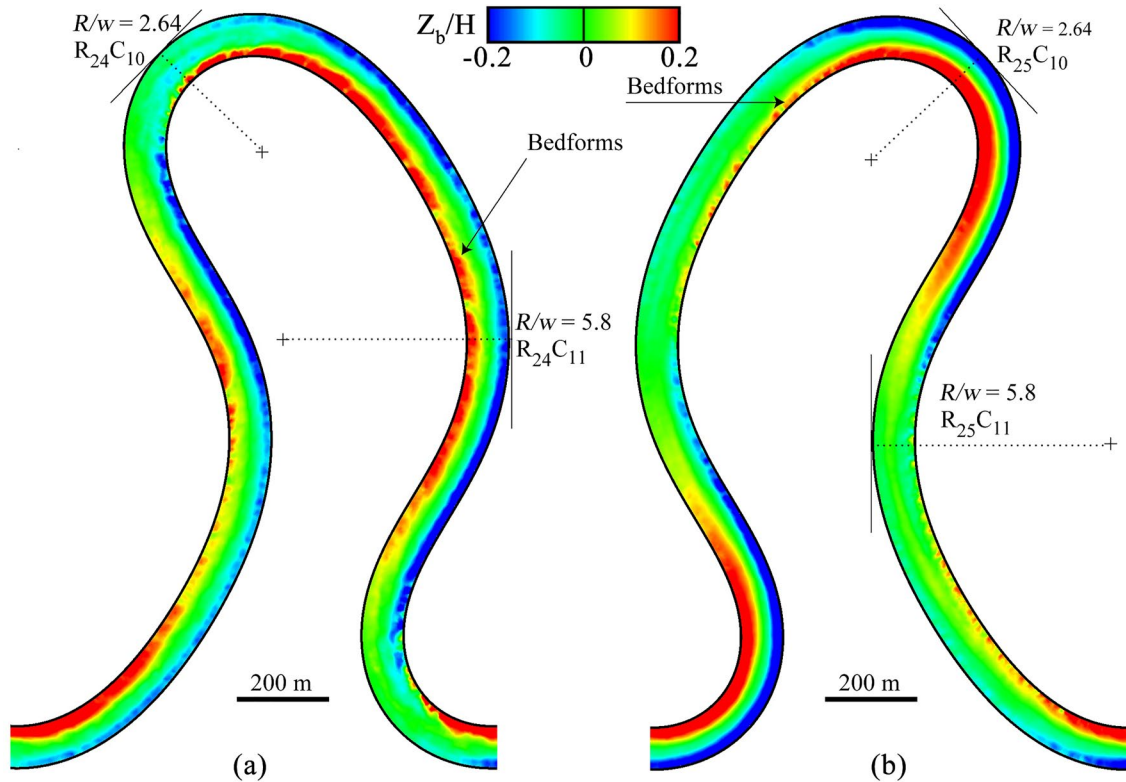 R/w = 2.64
R24C10
Zb/H
-0.2 0 0.2
R/w = 2.64
R25C10
Bedforms
Bedforms
R/w = 5.8
R24C11
R/w = 5.8
R25C11
200 m
200 m
(a)
(b)